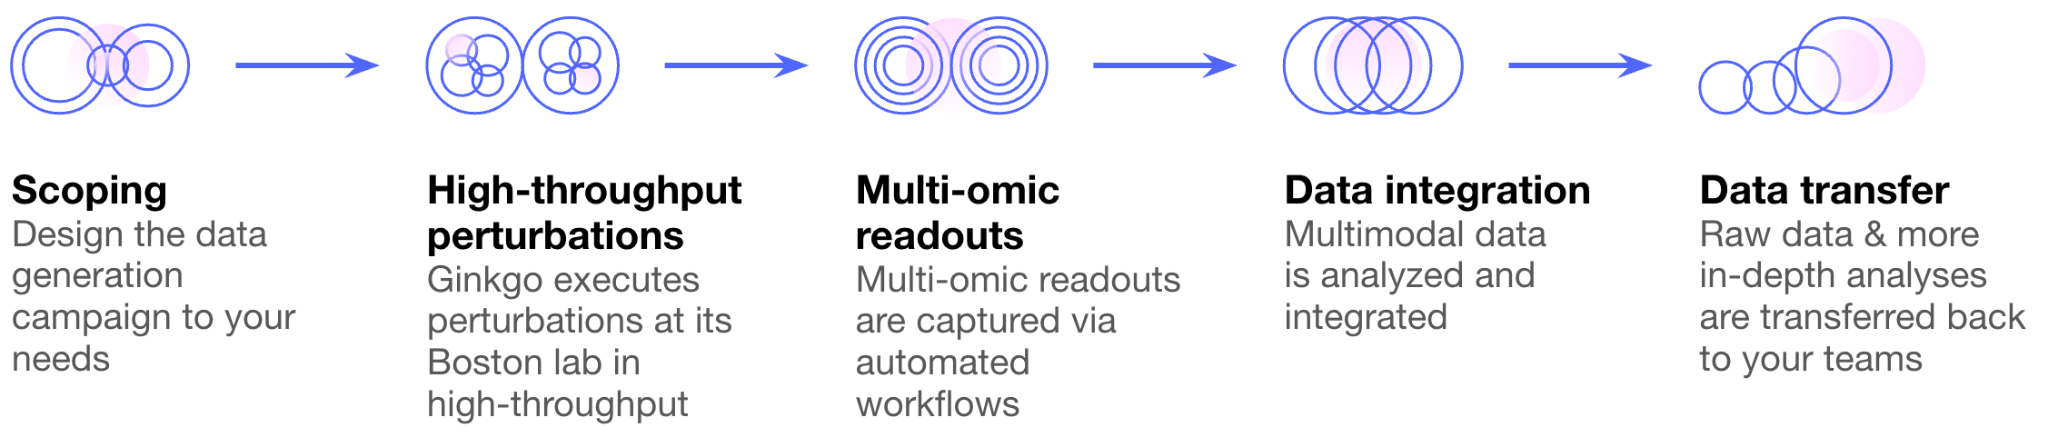 Scoping
Design the data
generation
campaign to your
needs
High-throughput
perturbations
Ginkgo executes
perturbations at its
Boston lab in
high-throughput
Multi-omic
readouts
Multi-omic readouts
are captured via
automated
workflows
Data integration
Multimodal data
is analyzed and
integrated
Data transfer
Raw data & more
in-depth analyses
are transferred back
to your teams